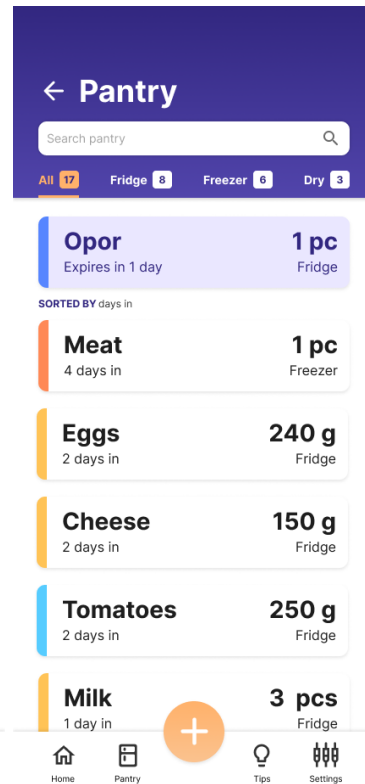 Pantry
Search pantry
All 17 Fridge 8 Freezer 6 Dry 3
Opor 1 pc
Expires in 1 day Fridge
SORTED BY days in
Meat 1 pc
4 days in Freezer
Eggs 240 g
2 days in Fridge
Cheese 150 g
2 days in Fridge
Tomatoes 250 g
2 days in Fridge
Milk 3 pcs
1 day in Fridge
Home Pantry Tips Settings